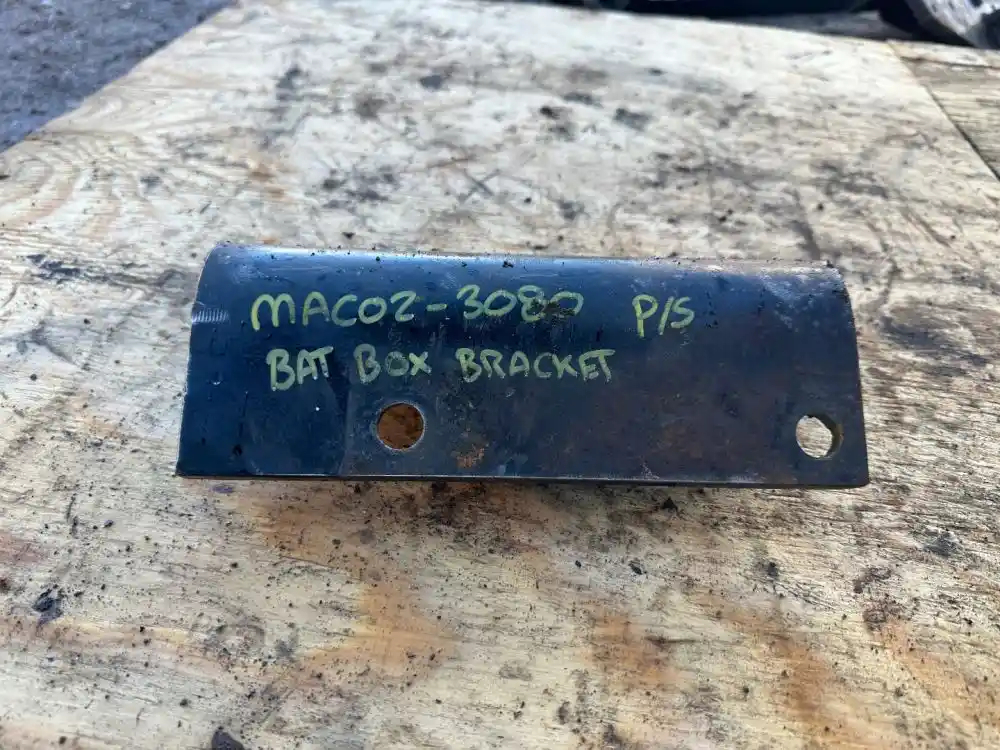 MAC02-3080 P/S
BAT BOX BRACKET